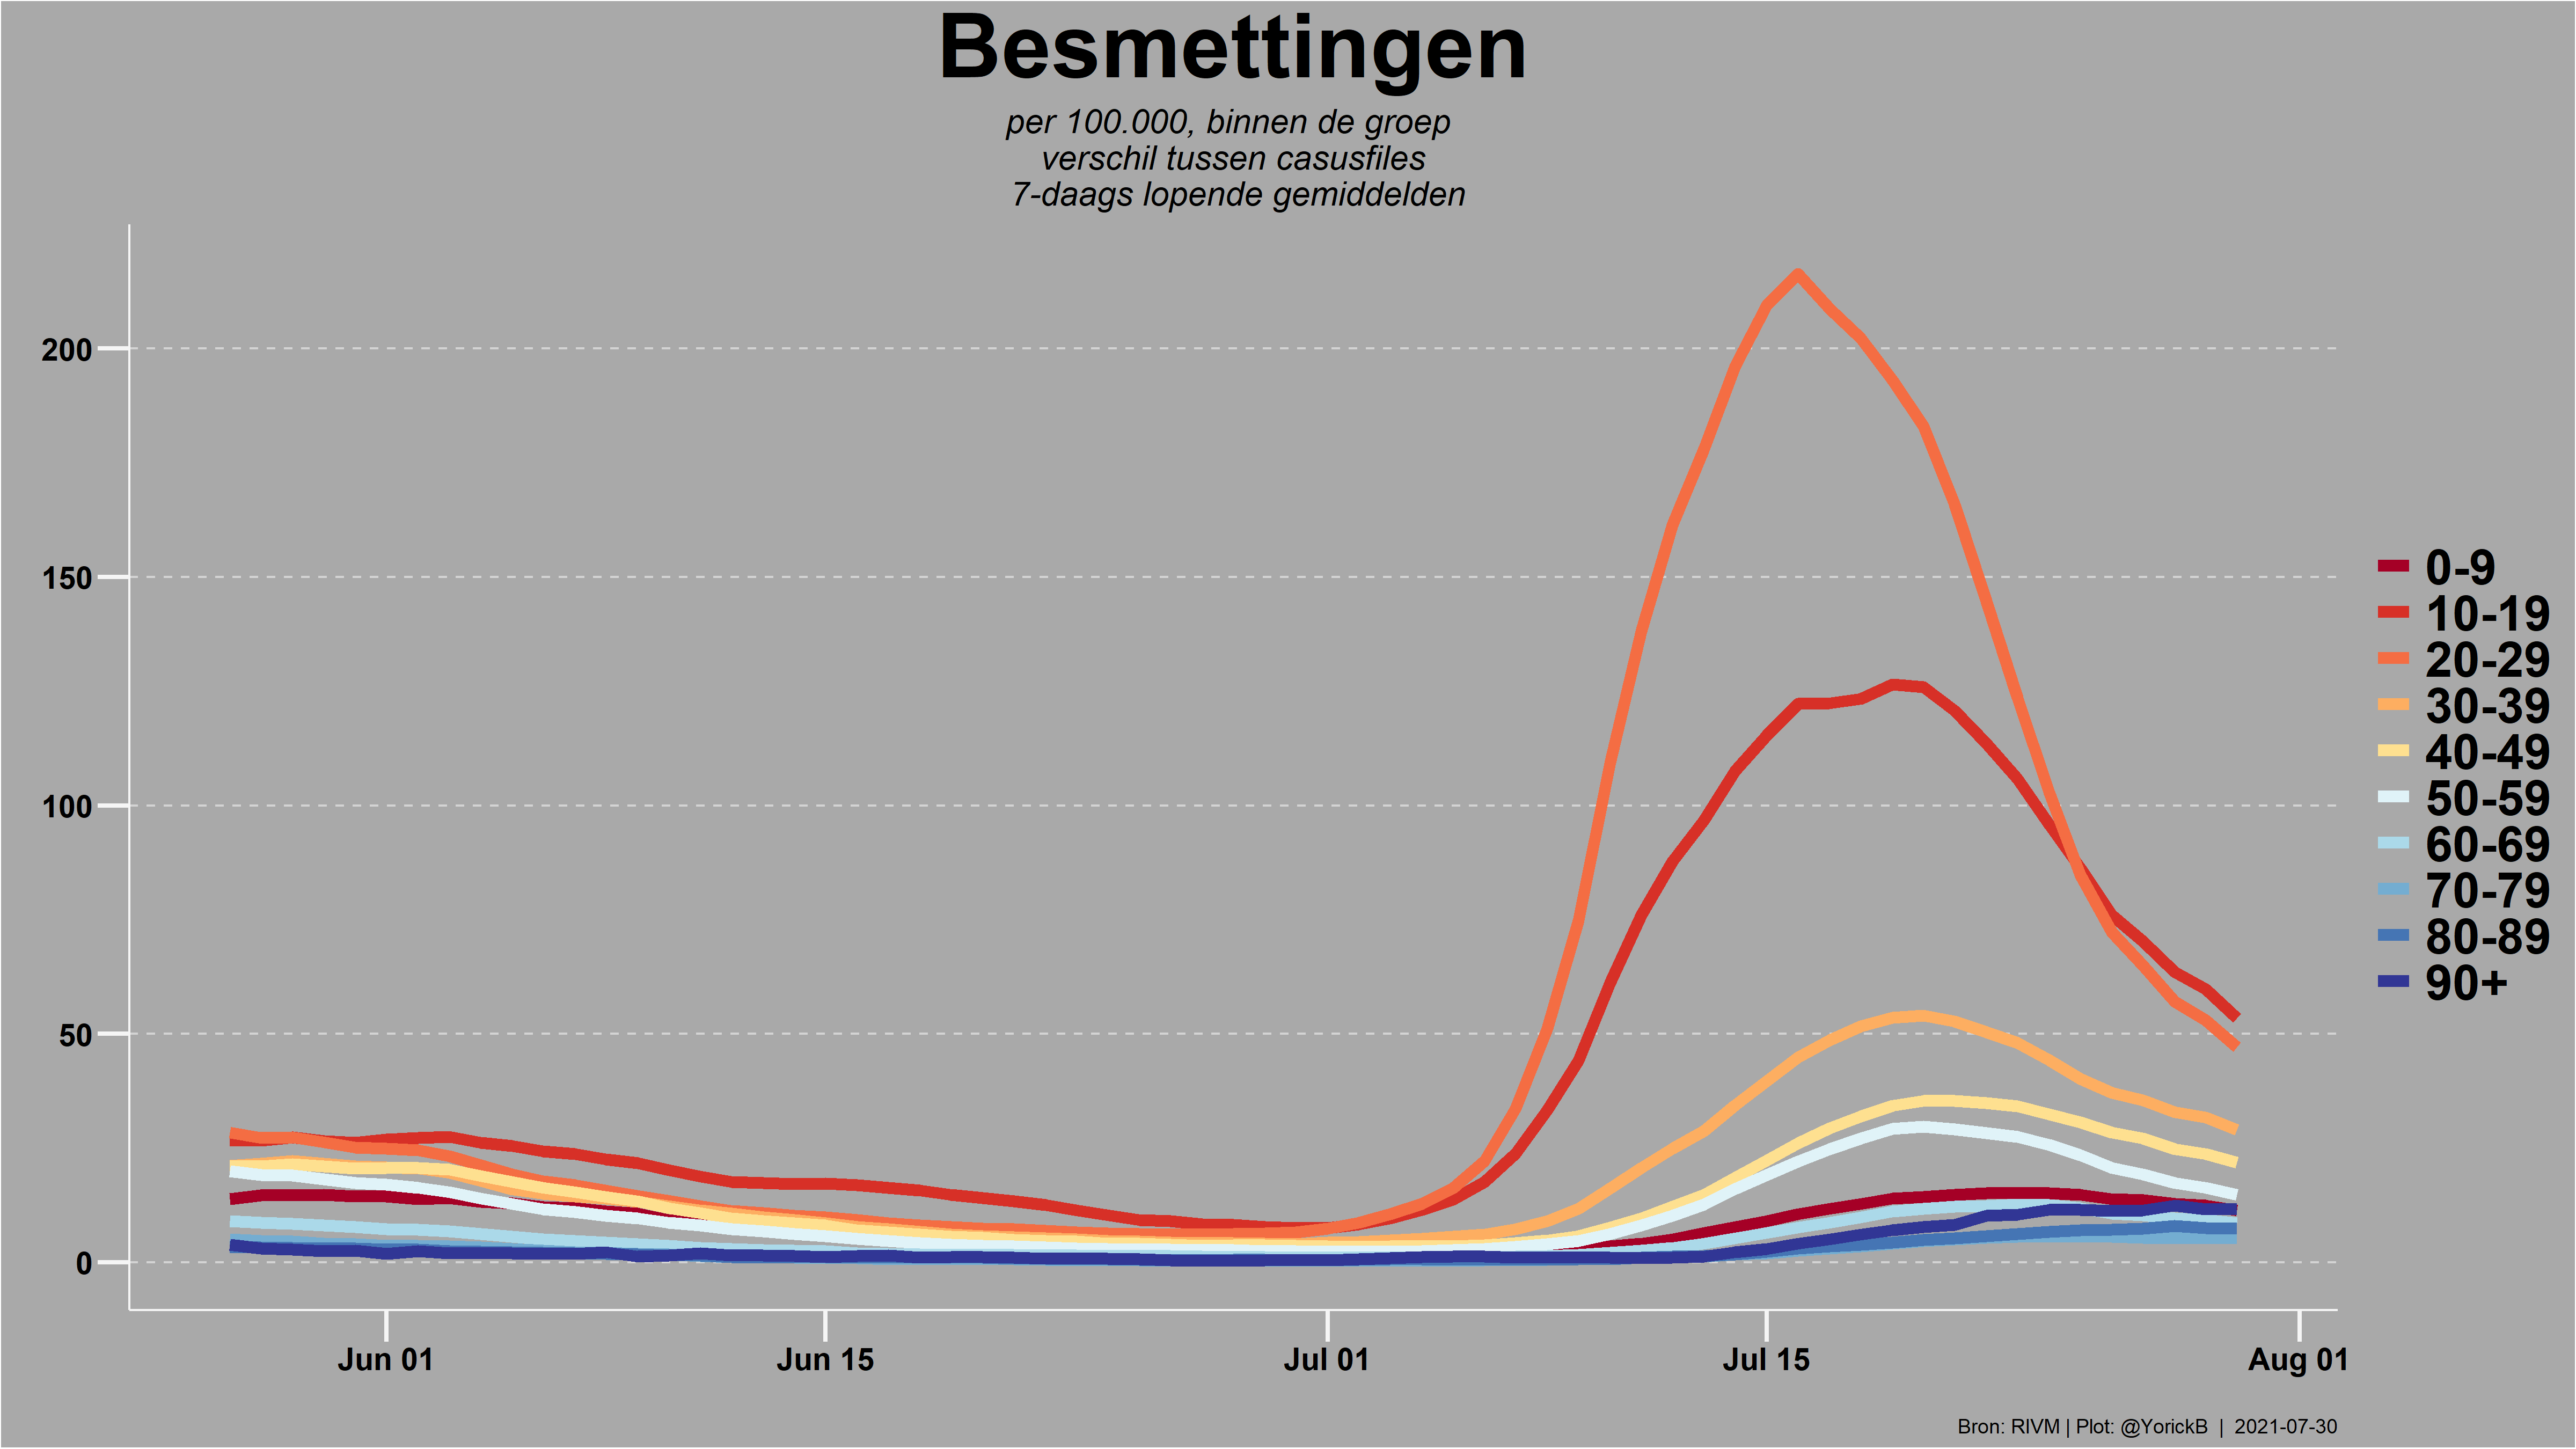 Besmettingen
per 100.000, binnen de groep
verschil tussen casusfiles
7-daags lopende gemiddelden
200
150
100
50
0
Jun 01
Jun 15
Jul 01
Jul 15
Aug 01
0-9
10-19
20-29
30-39
40-49
50-59
60-69
70-79
80-89
90+
Bron: RIVM | Plot: @YorickB | 2021-07-30